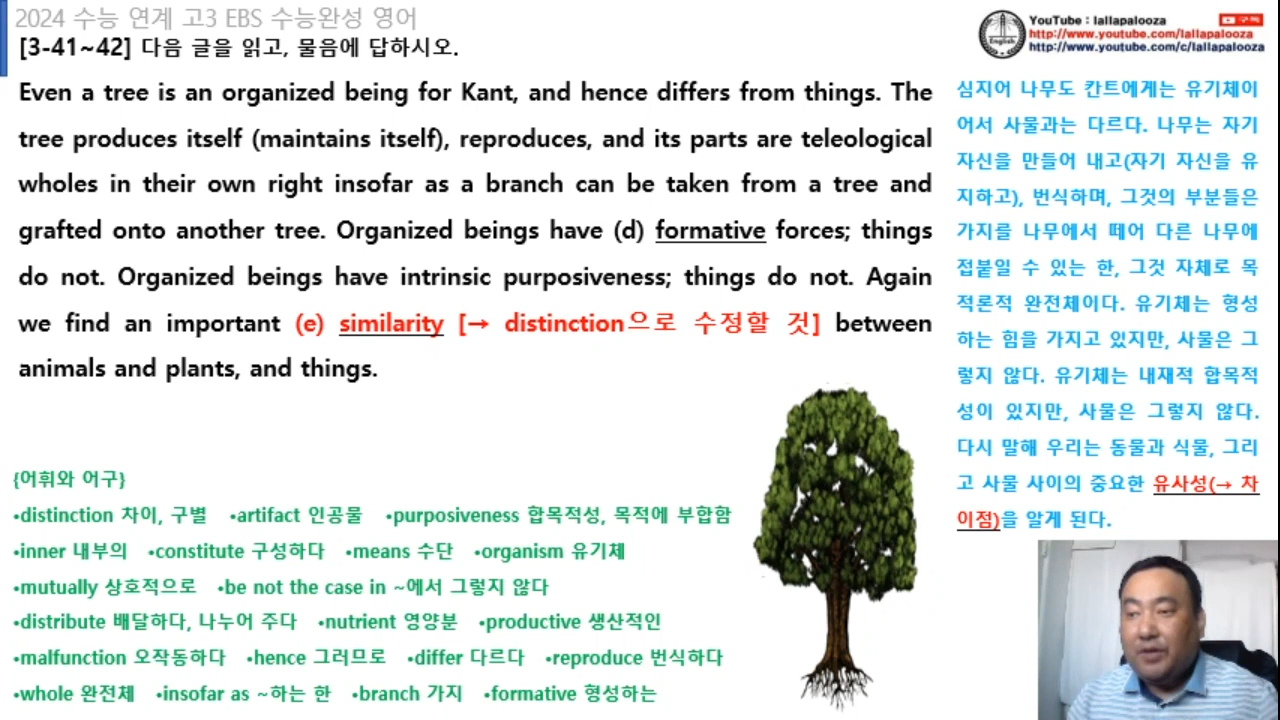 2024 수능 연계 고3 EBS 수능완성 영어
[3-41~42] 다음 글을 읽고, 물음에 답하시오.
YouTube : lallapalooza
구독
http://www.youtube.com/lallapalooza
http://www.youtube.com/c/lallapalooza
English
Even a tree is an organized being for Kant, and hence differs from things. The
tree produces itself (maintains itself), reproduces, and its parts are teleological
wholes in their own right insofar as a branch can be taken from a tree and
grafted onto another tree. Organized beings have (d) formative forces; things
do not. Organized beings have intrinsic purposiveness; things do not. Again
we find an important (e) similarity [→ distinction으로 수정할 것] between
animals and plants, and things.
심지어 나무도 칸트에게는 유기체이
어서 사물과는 다르다. 나무는 자기
자신을 만들어 내고(자기 자신을 유
지하고), 번식하며, 그것의 부분들은
가지를 나무에서 떼어 다른 나무에
접붙일 수 있는 한, 그것 자체로 목
적론적 완전체이다. 유기체는 형성
하는 힘을 가지고 있지만, 사물은 그
렇지 않다. 유기체는 내재적 합목적
성이 있지만, 사물은 그렇지 않다.
다시 말해 우리는 동물과 식물, 그리
고 사물 사이의 중요한 유사성(→ 차
이점)을 알게 된다.
{어휘와 어구}
•distinction 차이, 구별 •artifact 인공물 •purposiveness 합목적성, 목적에 부합함
•inner 내부의 •constitute 구성하다 •means 수단 •organism 유기체
•mutually 상호적으로 •be not the case in ~에서 그렇지 않다
•distribute 배달하다, 나누어 주다 •nutrient 영양분 •productive 생산적인
•malfunction 오작동하다 •hence 그러므로 •differ 다르다 •reproduce 번식하다
•whole 완전체 •insofar as ~하는 한 •branch 가지 •formative 형성하는